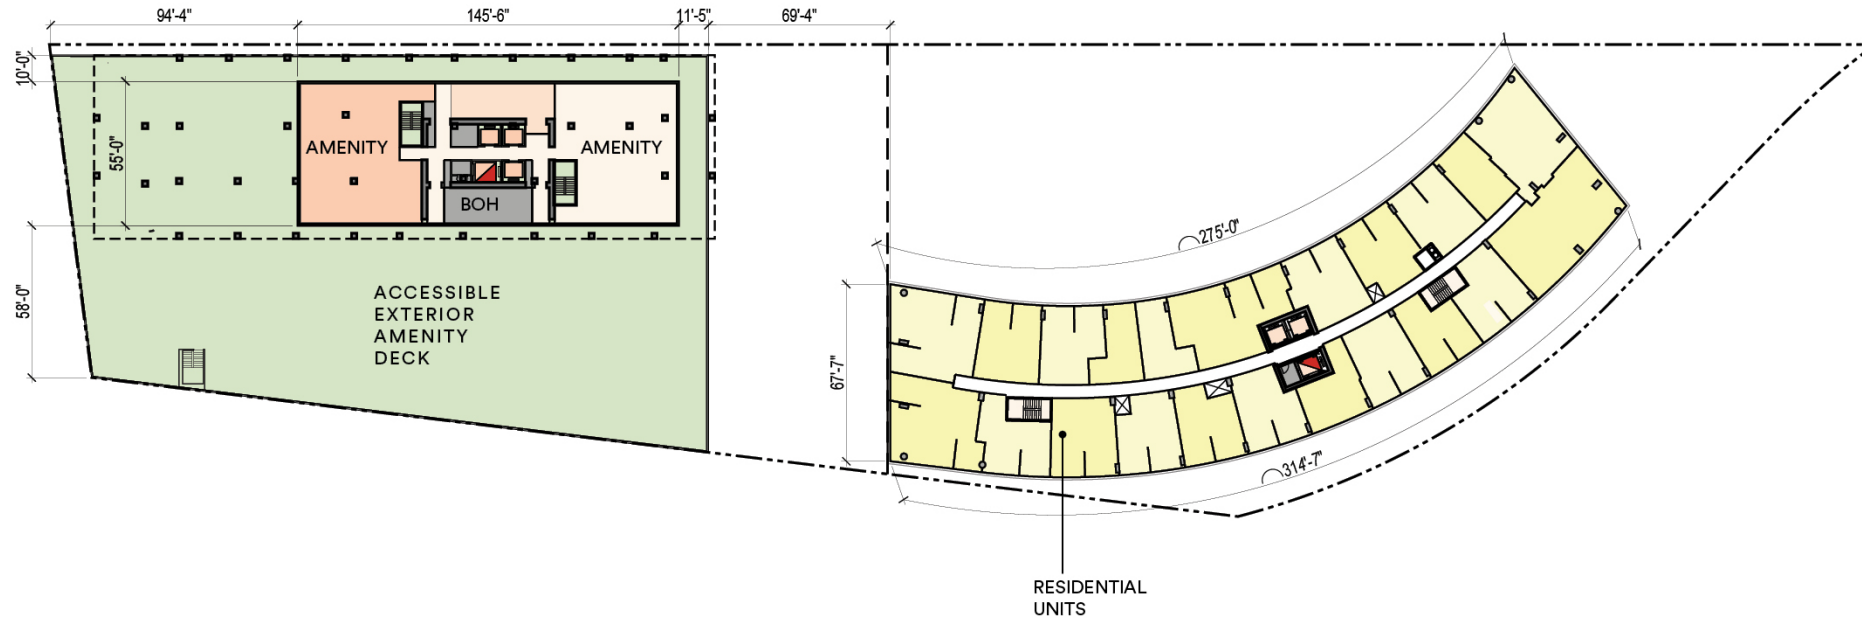 94'-4"
145'-6"
11'-5"
69'-4"
10'-0"
55'-0"
58'-0"
AMENITY
AMENITY
BOH
ACCESSIBLE
EXTERIOR
AMENITY
DECK
275'-0"
67'-7"
314'-7"
RESIDENTIAL
UNITS